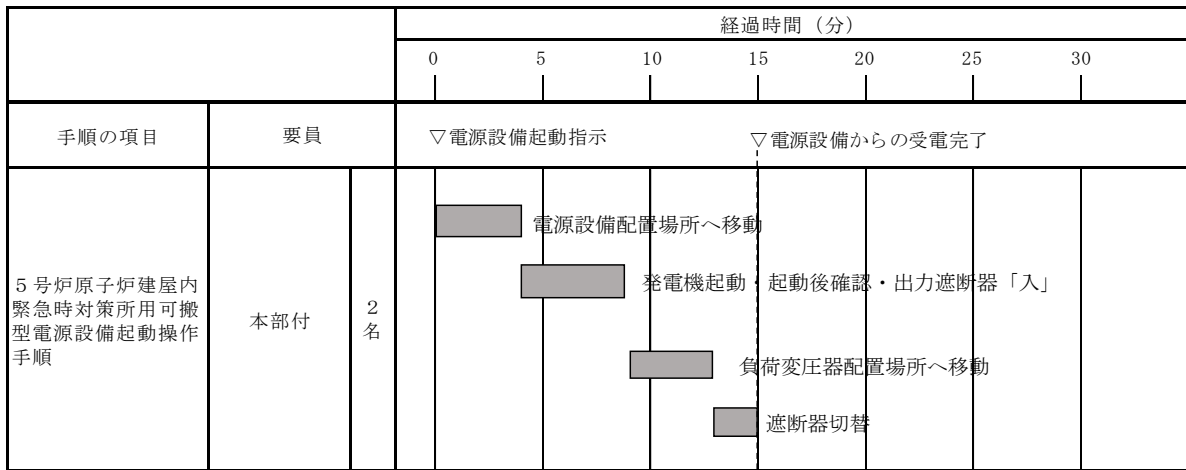 経過時間（分）
0 5 10 15 20 25 30
手順の項目 要員 ▽電源設備起動指示 ▽電源設備からの受電完了
電源設備配置場所へ移動
発電機起動・起動後確認・出力遮断器「入」
５号炉原子炉建屋内
緊急時対策所用可搬
型電源設備起動操作
手順
本部付
２
名
負荷変圧器配置場所へ移動
遮断器切替